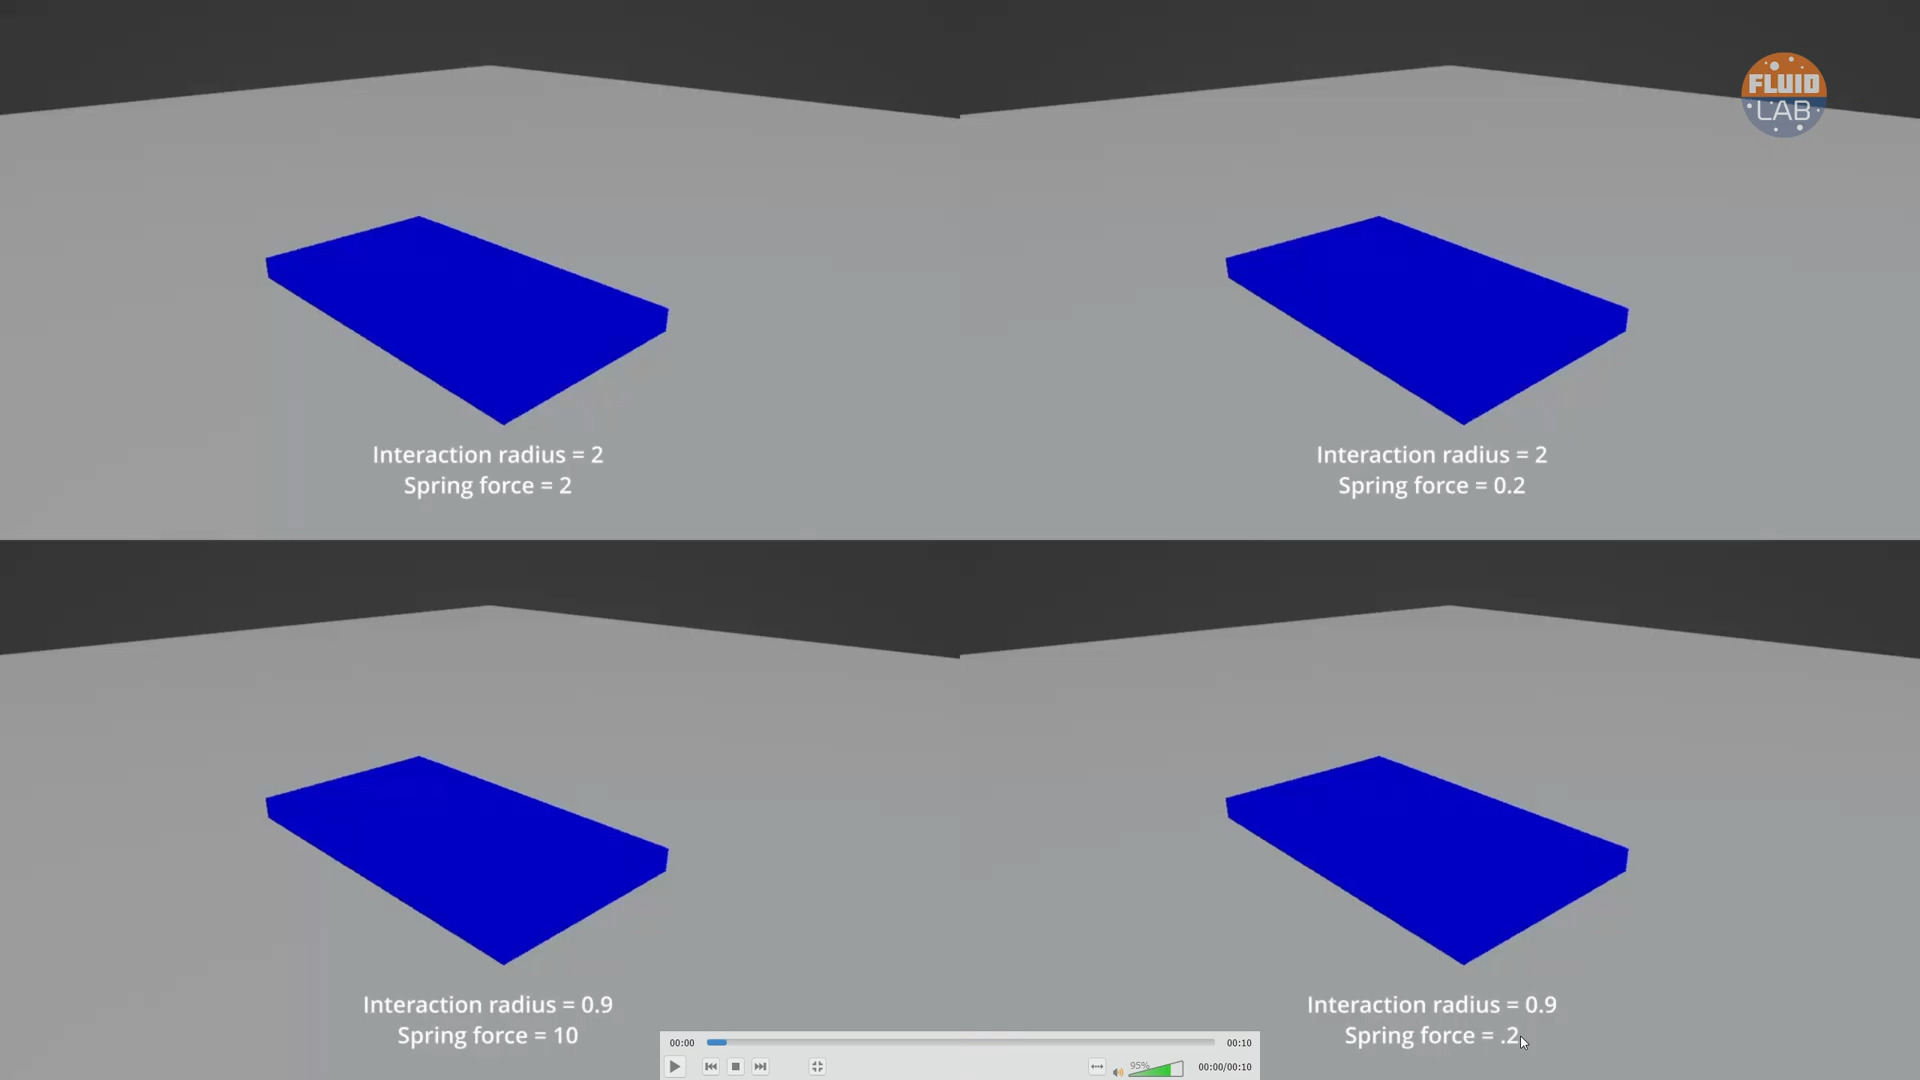 FLUID
LAB
Interaction radius = 2
Spring force = 2
Interaction radius = 2
Spring force = 0.2
Interaction radius = 0.9
Spring force = 10
Interaction radius = 0.9
Spring force = .2
00:00
00:10
95%
00:00/00:10